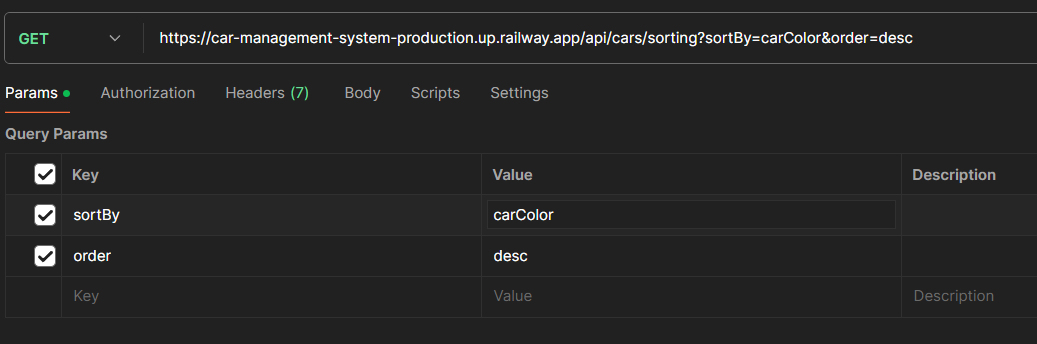 GET https://car-management-system-production.up.railway.app/api/cars/sorting?sortBy=carColor&order=desc
Params Authorization Headers (7) Body Scripts Settings
Query Params
Key Value Description
sortBy carColor
order desc
Key Value Description